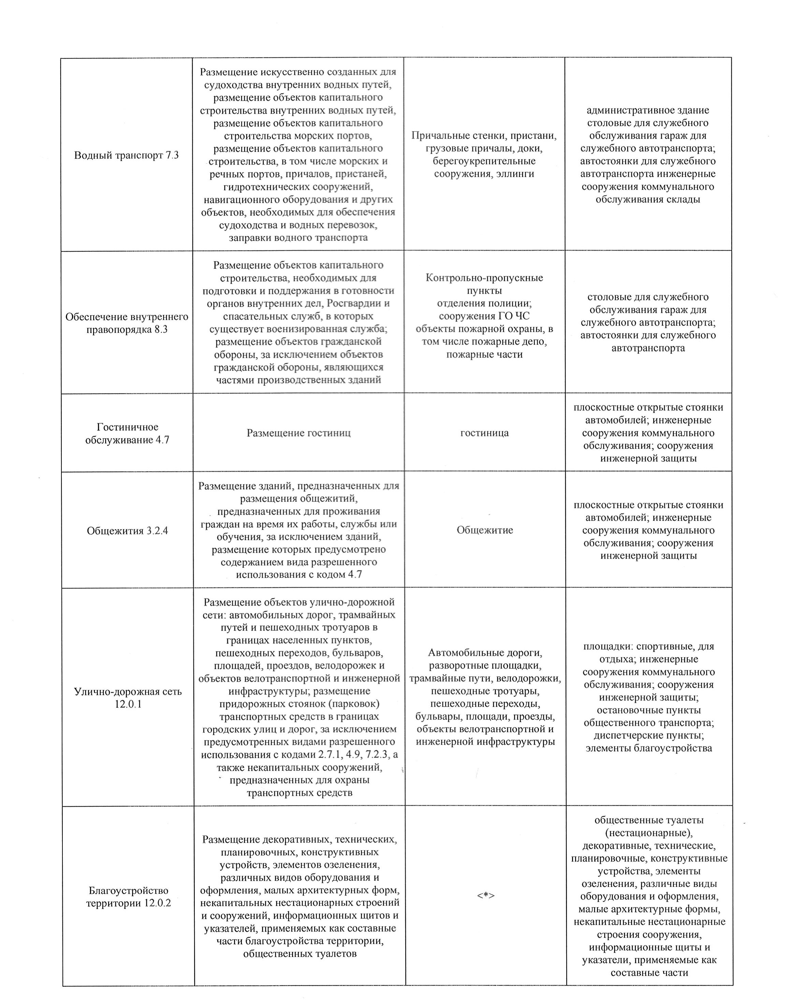 Водный транспорт 7.3
Размещение искусственно созданных для
судоходства внутренних водных путей,
размещение объектов капитального
строительства внутренних водных путей,
размещение объектов капитального
строительства морских портов,
размещение объектов капитального
строительства, в том числе морских и
речных портов, причалов, пристаней,
гидротехнических сооружений,
навигационного оборудования и других
объектов, необходимых для обеспечения
судоходства и водных перевозок,
заправки водного транспорта
Причальные стенки, пристани,
грузовые причалы, доки,
берегоукрепительные
сооружения, эллинги
административное здание
столовые для служебного
обслуживания гараж для
служебного автотранспорта;
автостоянки для служебного
автотранспорта инженерные
сооружения коммунального
обслуживания склады
Обеспечение внутреннего
правопорядка 8.3
Размещение объектов капитального
строительства, необходимых для
подготовки и поддержания в готовности
органов внутренних дел, Росгвардии и
спасательных служб, в которых
существует военизированная служба;
размещение объектов гражданской
обороны, за исключением объектов
гражданской обороны, являющихся
частями производственных зданий
Контрольно-пропускные
пункты
отделения полиции;
сооружения ГО ЧС
объекты пожарной охраны, в
том числе пожарные депо,
пожарные части
столовые для служебного
обслуживания гараж для
служебного автотранспорта;
автостоянки для служебного
автотранспорта
Гостиничное
обслуживание 4.7
Размещение гостиниц
гостиница
плоскостные открытые стоянки
автомобилей; инженерные
сооружения коммунального
обслуживания; сооружения
инженерной защиты
Общежития 3.2.4
Размещение зданий, предназначенных для
размещения общежитий,
предназначенных для проживания
граждан на время их работы, службы или
обучения, за исключением зданий,
размещение которых предусмотрено
содержанием вида разрешенного
использования с кодом 4.7
Общежитие
плоскостные открытые стоянки
автомобилей; инженерные
сооружения коммунального
обслуживания; сооружения
инженерной защиты
Улично-дорожная сеть
12.0.1
Размещение объектов улично-дорожной
сети: автомобильных дорог, трамвайных
путей и пешеходных тротуаров в
границах населенных пунктов,
пешеходных переходов, бульваров,
площадей, проездов, велодорожек и
объектов велотранспортной и инженерной
инфраструктуры; размещение
придорожных стоянок (парковок)
транспортных средств в границах
городских улиц и дорог, за исключением
предусмотренных видами разрешенного
использования с кодами 2.7.1, 4.9, 7.2.3, а
также некапитальных сооружений,
предназначенных для охраны
транспортных средств
Автомобильные дороги,
разворотные площадки,
трамвайные пути, велодорожки,
пешеходные тротуары,
пешеходные переходы,
бульвары, площади, проезды,
объекты велотранспортной и
инженерной инфраструктуры
площадки: спортивные, для
отдыха; инженерные
сооружения коммунального
обслуживания; сооружения
инженерной защиты;
остановочные пункты
общественного транспорта;
диспетчерские пункты;
элементы благоустройства
Благоустройство
территории 12.0.2
Размещение декоративных, технических,
планировочных, конструктивных
устройств, элементов озеленения,
различных видов оборудования и
оформления, малых архитектурных форм,
некапитальных нестационарных строений
и сооружений, информационных щитов и
указателей, применяемых как составные
части благоустройства территории,
общественных туалетов
<*>
общественные туалеты
(нестационарные),
декоративные, технические,
планировочные, конструктивные
устройства, элементы
озеленения, различные виды
оборудования и оформления,
малые архитектурные формы,
некапитальные нестационарные
строения сооружения,
информационные щиты и
указатели, применяемые как
составные части